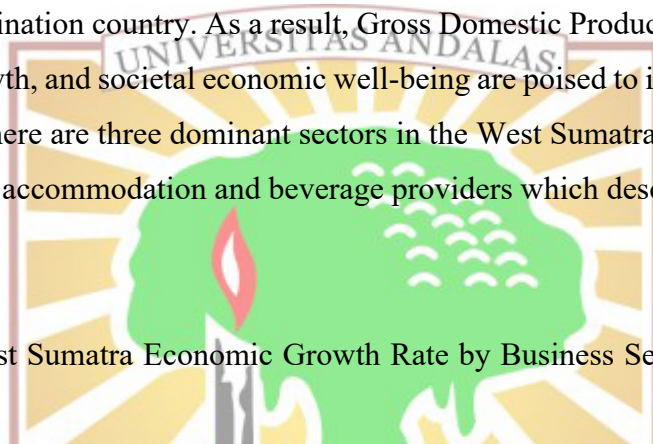 ination country. As a result, Gross Domestic Produc
UNIVERSITAS ANDALAS
th, and societal economic well-being are poised to i
here are three dominant sectors in the West Sumatra
accommodation and beverage providers which desc
st Sumatra Economic Growth Rate by Business Se